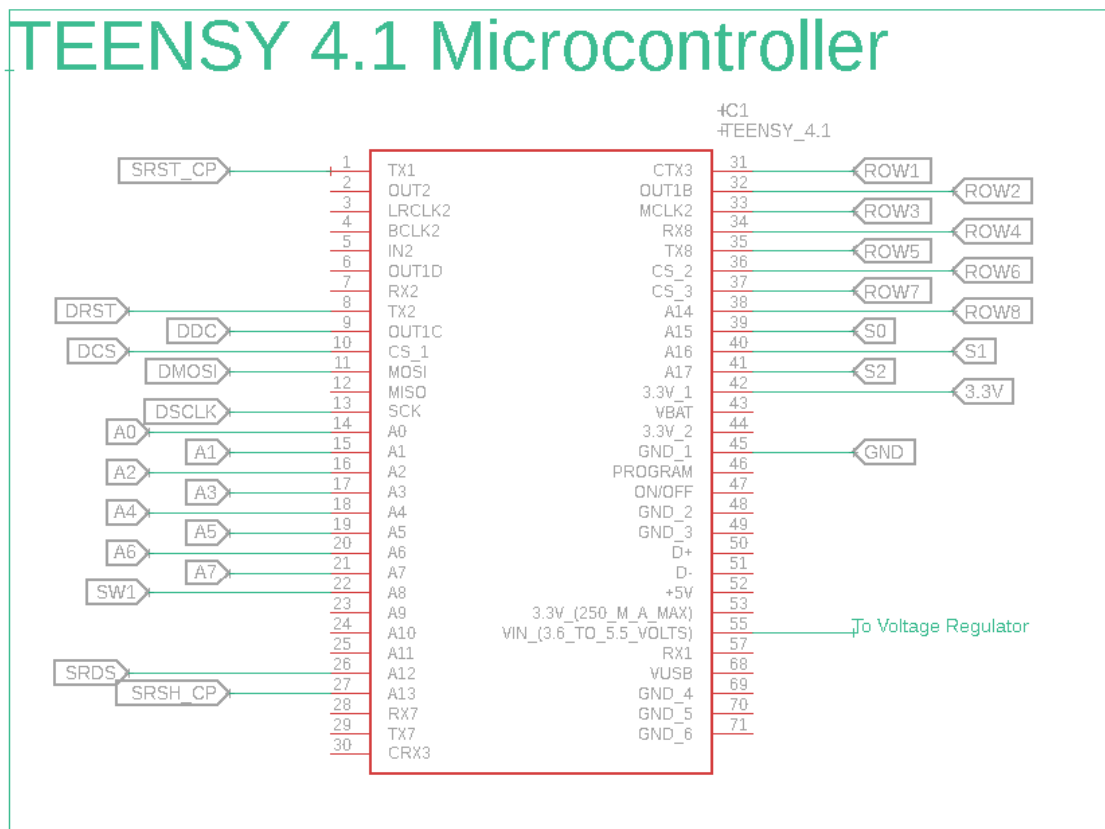 TEENSY 4.1 Microcontroller
IC1
TEENSY_4.1
SRST_CP 1 TX1 CTX3 31 ROW1
2 OUT2 OUT1B 32 ROW2
3 LRCLK2 MCLK2 33 ROW3
4 BCLK2 RX8 34 ROW4
5 IN2 TX8 35 ROW5
6 OUT1D CS_2 36 ROW6
7 RX2 CS_3 37 ROW7
DRST 8 TX2 A14 38 ROW8
DDC 9 OUT1C A15 39 S0
DCS 10 CS_1 A16 40 S1
DMOSI 11 MOSI A17 41 S2
12 MISO 3.3V_1 42 3.3V
DSCLK 13 SCK VBAT 43
A0 14 A0 3.3V_2 44
A1 15 A1 GND_1 45 GND
A2 16 A2 PROGRAM 46
A3 17 A3 ON/OFF 47
A4 18 A4 GND_2 48
A5 19 A5 GND_3 49
A6 20 A6 D+ 50
A7 21 A7 D- 51
SW1 22 A8 +5V 52
23 A9 3.3V_(250_M_A_MAX) 53
24 A10 VIN_(3.6_TO_5.5_VOLTS) 55 To Voltage Regulator
25 A11 RX1 57
SRDS 26 A12 VUSB 68
SRSH_CP 27 A13 GND_4 69
28 RX7 GND_5 70
29 TX7 GND_6 71
30 CRX3